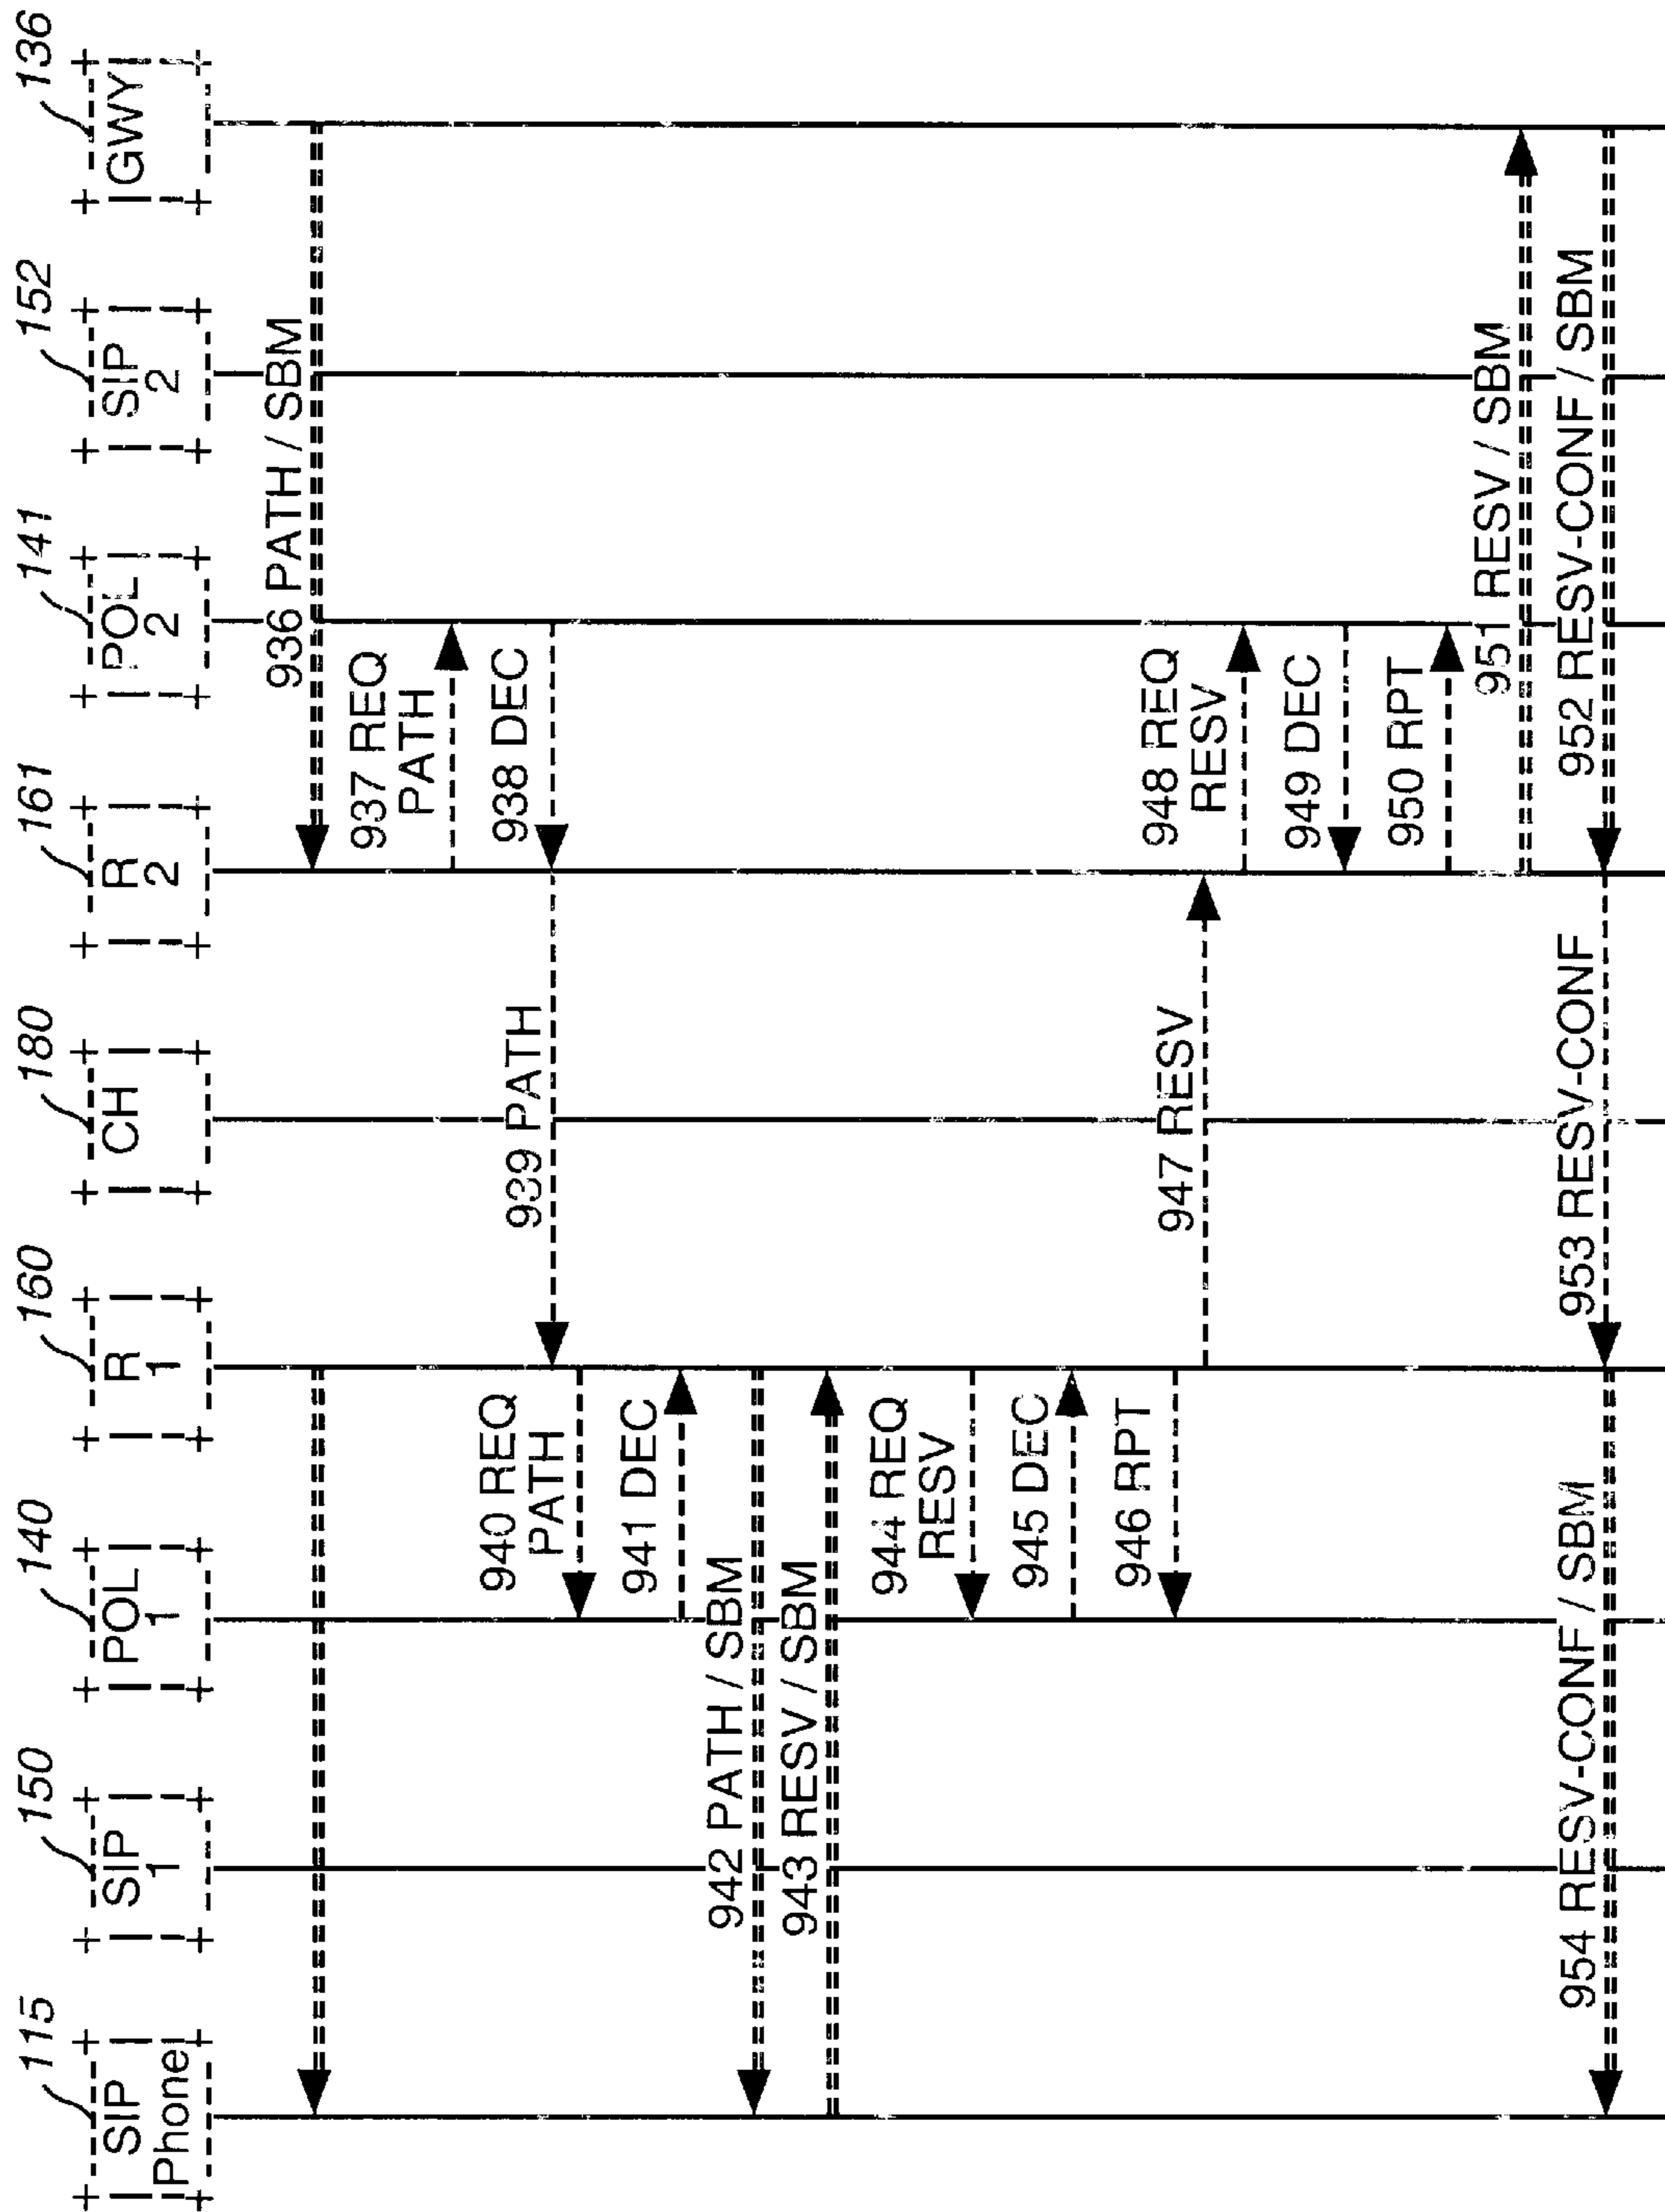 115
150
140
160
180
161
141
152
136
SIP
Phone
SIP
1
POL
1
R
1
CH
R
2
POL
2
SIP
2
GWY
936 PATH / SBM
937 REQ
PATH
938 DEC
939 PATH
940 REQ
PATH
941 DEC
942 PATH / SBM
943 RESV / SBM
944 REQ
RESV
945 DEC
946 RPT
947 RESV
948 REQ
RESV
949 DEC
950 RPT
951 RESV / SBM
952 RESV-CONF / SBM
953 RESV-CONF
954 RESV-CONF / SBM